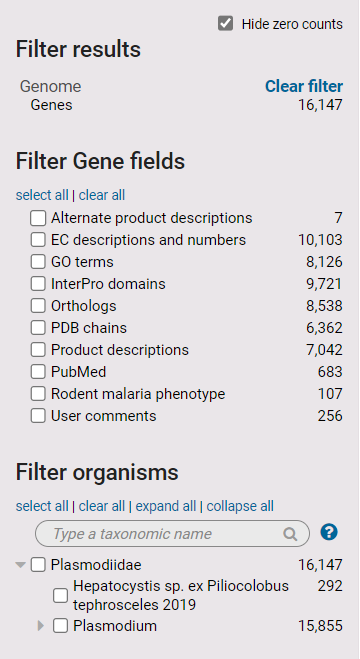 Hide zero counts
Filter results
Genome Clear filter
Genes 16,147
Filter Gene fields
select all | clear all
Alternate product descriptions 7
EC descriptions and numbers 10,103
GO terms 8,126
InterPro domains 9,721
Orthologs 8,538
PDB chains 6,362
Product descriptions 7,042
PubMed 683
Rodent malaria phenotype 107
User comments 256
Filter organisms
select all | clear all | expand all | collapse all
Type a taxonomic name ?
Plasmodiidae 16,147
Hepatocystis sp. ex Piliocolobus 292
tephrosceles 2019
Plasmodium 15,855